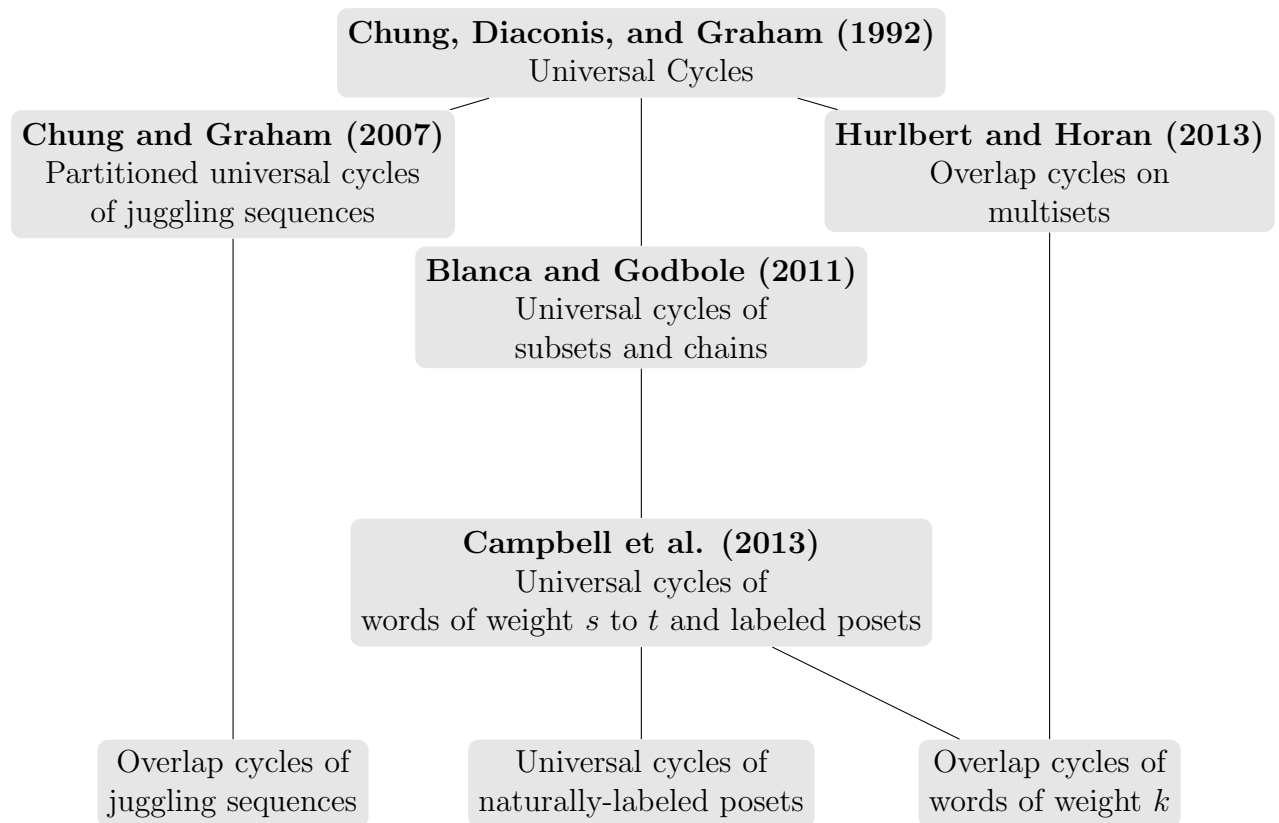 Chung, Diaconis, and Graham (1992)
Universal Cycles
Chung and Graham (2007)
Partitioned universal cycles
of juggling sequences
Hurlbert and Horan (2013)
Overlap cycles on
multisets
Blanca and Godbole (2011)
Universal cycles of
subsets and chains
Campbell et al. (2013)
Universal cycles of
words of weight s to t and labeled posets
Overlap cycles of
juggling sequences
Universal cycles of
naturally-labeled posets
Overlap cycles of
words of weight k